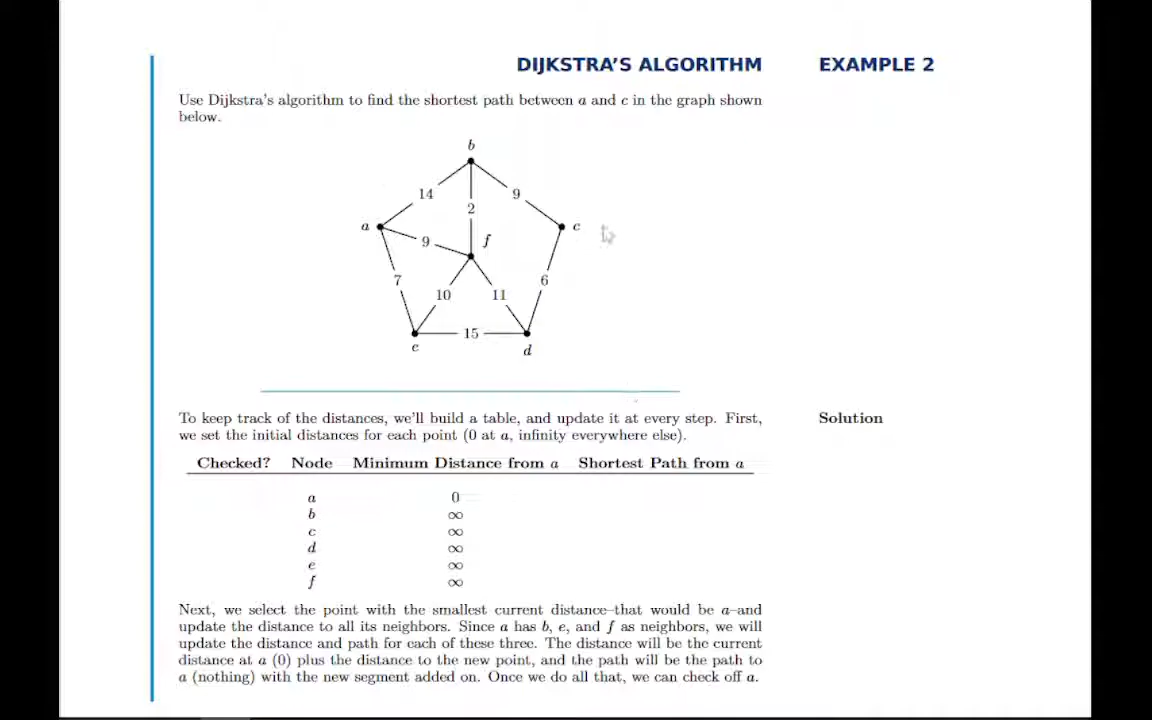 DIJKSTRA'S ALGORITHM EXAMPLE 2
Use Dijkstra's algorithm to find the shortest path between a and c in the graph shown
below.
b
14 9
2
a c
9 f
7 6
10 11
15
e d
To keep track of the distances, we'll build a table, and update it at every step. First, Solution
we set the initial distances for each point (0 at a, infinity everywhere else).
Checked? Node Minimum Distance from a Shortest Path from a
a 0
b ∞
c ∞
d ∞
e ∞
f ∞
Next, we select the point with the smallest current distance–that would be a–and
update the distance to all its neighbors. Since a has b, e, and f as neighbors, we will
update the distance and path for each of these three. The distance will be the current
distance at a (0) plus the distance to the new point, and the path will be the path to
a (nothing) with the new segment added on. Once we do all that, we can check off a.